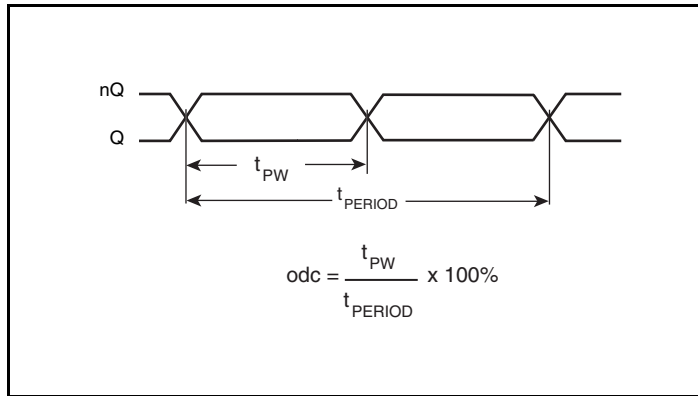 nQ
Q
tPW
tPERIOD
odc = tPW / tPERIOD x 100%